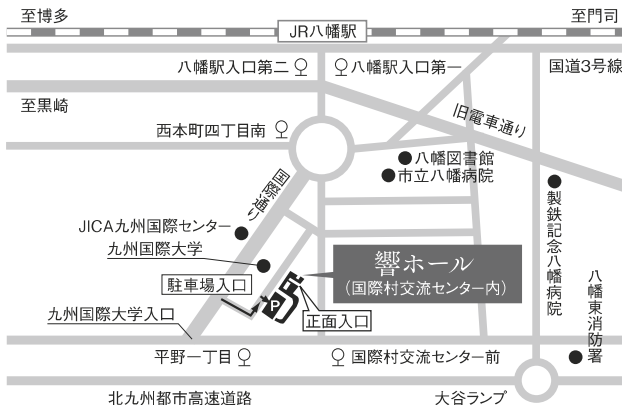 至博多
至門司
JR八幡駅
八幡駅入口第二
八幡駅入口第一
国道3号線
至黒崎
旧電車通り
西本町四丁目南
八幡図書館
市立八幡病院
国際通り
製鉄記念八幡病院
JICA九州国際センター
九州国際大学
響ホール
(国際村交流センター内)
駐車場入口
P
正面入口
九州国際大学入口
八幡東消防署
平野一丁目
国際村交流センター前
北九州都市高速道路
大谷ランプ